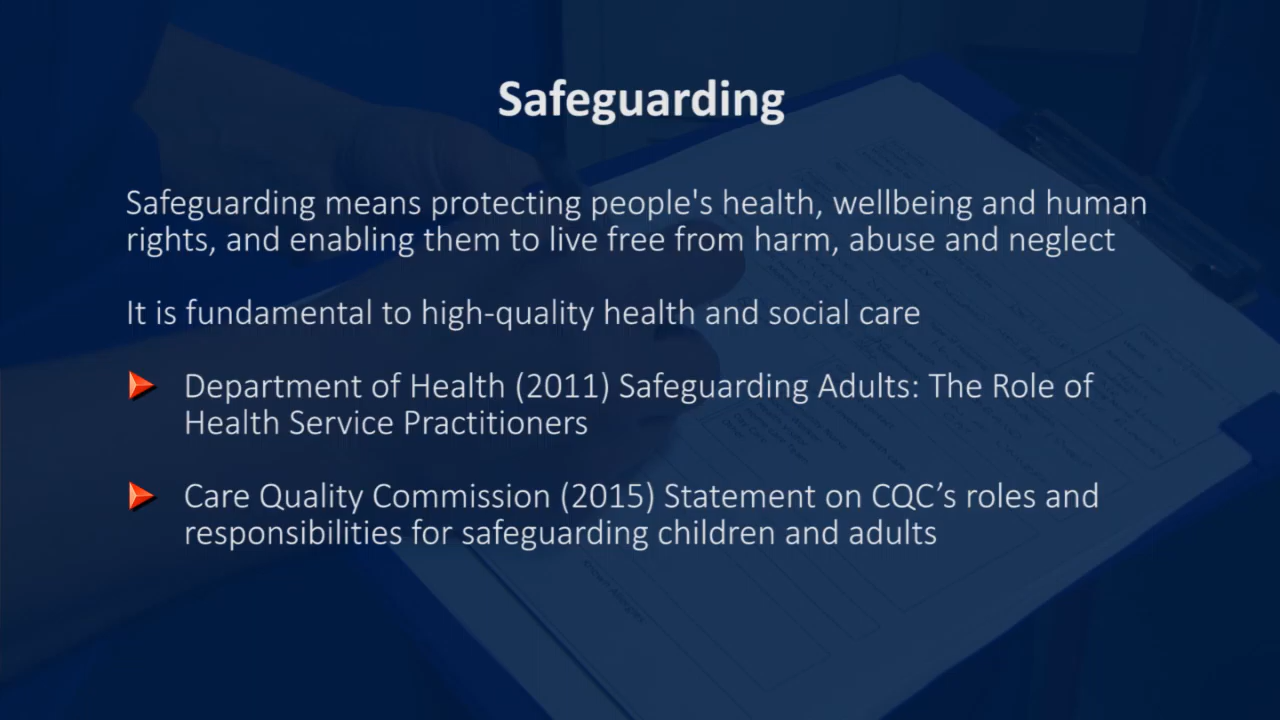 Safeguarding
Safeguarding means protecting people's health, wellbeing and human
rights, and enabling them to live free from harm, abuse and neglect
It is fundamental to high-quality health and social care
Department of Health (2011) Safeguarding Adults: The Role of
Health Service Practitioners
Care Quality Commission (2015) Statement on CQC’s roles and
responsibilities for safeguarding children and adults